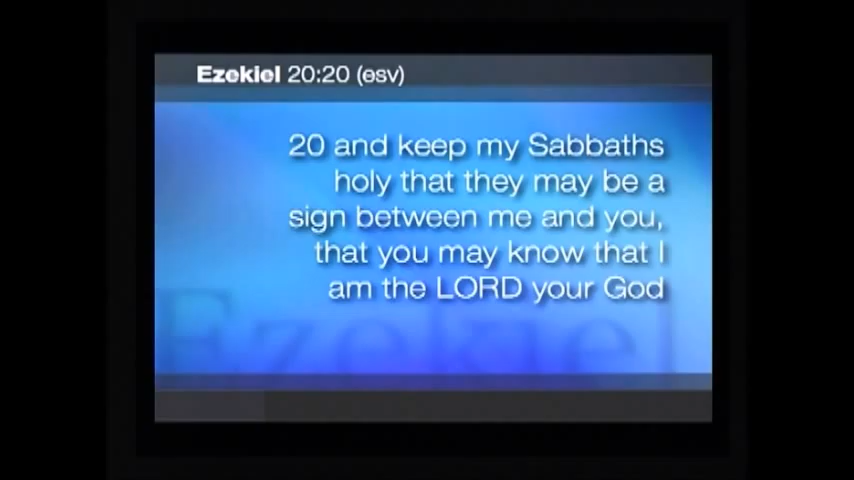 Ezekiel 20:20 (esv)
20 and keep my Sabbaths
holy that they may be a
sign between me and you,
that you may know that I
am the LORD your God
Ezekiel